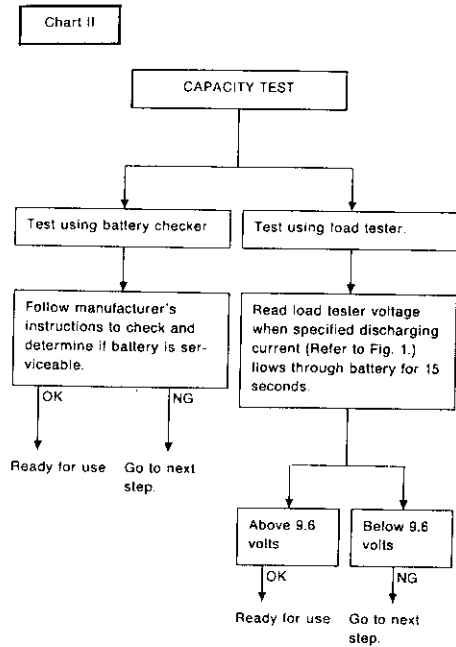 Chart II
CAPACITY TEST
Test using battery checker
Test using load tester.
Follow manufacturer's
instructions to check and
determine if battery is ser-
viceable.
Read load tester voltage
when specified discharging
current (Refer to Fig. 1.)
llows through battery for 15
seconds.
OK
NG
Ready for use
Go to next
step.
Above 9.6
volts
Below 9.6
volts
OK
NG
Ready for use
Go to next
step.